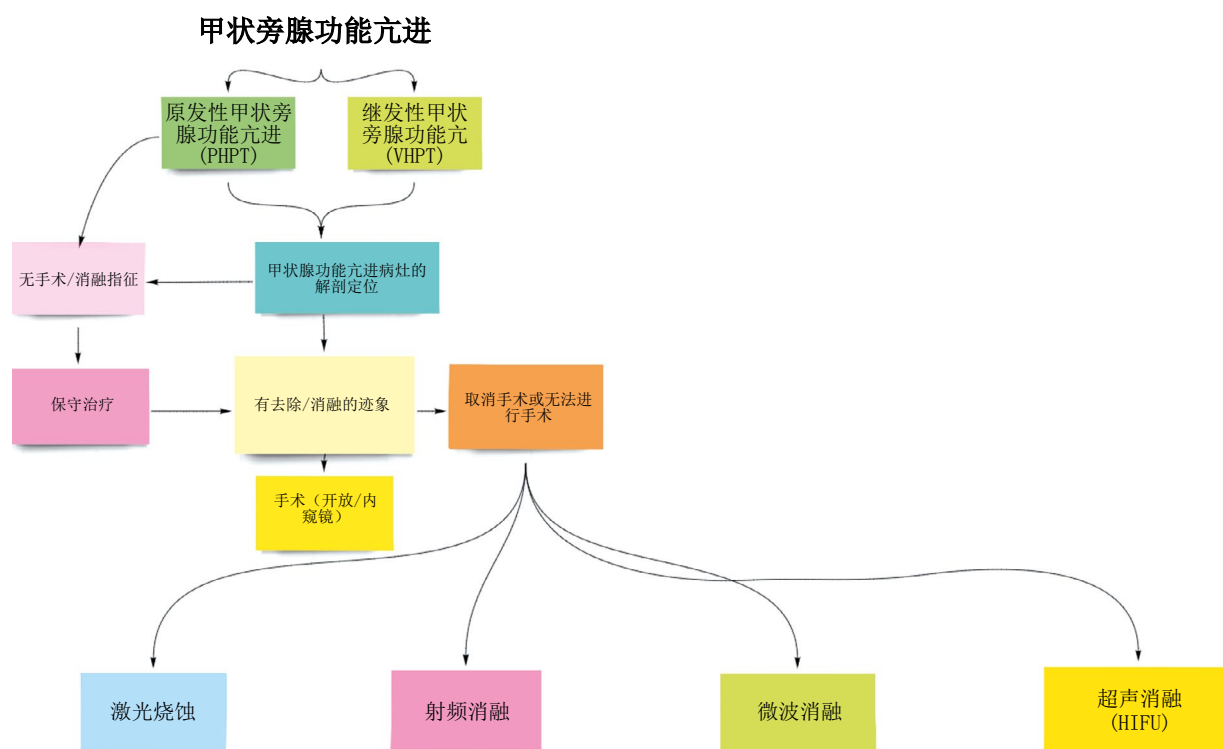 甲状旁腺功能亢进
原发性甲状旁
腺功能亢进
(PHPT)
继发性甲状
旁腺功能亢
(VHPT)
无手术/消融指征
甲状腺功能亢进病灶的
解剖定位
保守治疗
有去除/消融的迹象
取消手术或无法进
行手术
手术（开放/内
窥镜）
激光烧蚀
射频消融
微波消融
超声消融
(HIFU)